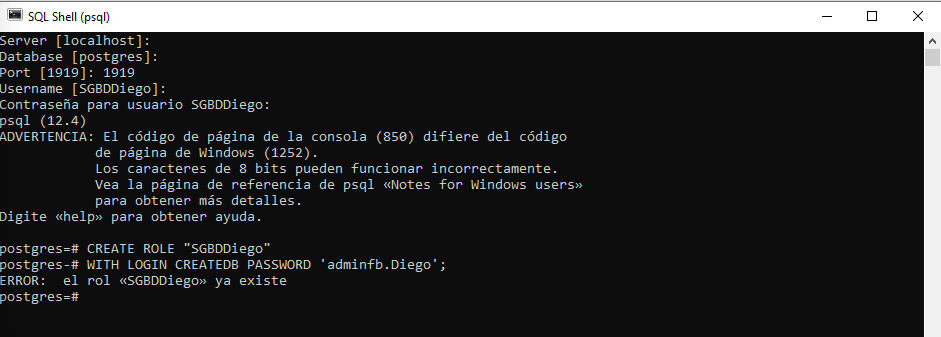 SQL Shell (psql)
Server [localhost]:
Database [postgres]:
Port [1919]: 1919
Username [SGBDDiego]:
Contraseña para usuario SGBDDiego:
psql (12.4)
ADVERTENCIA: El código de página de la consola (850) difiere del código
            de página de Windows (1252).
            Los caracteres de 8 bits pueden funcionar incorrectamente.
            Vea la página de referencia de psql «Notes for Windows users»
            para obtener más detalles.
Digite «help» para obtener ayuda.

postgres=# CREATE ROLE "SGBDDiego"
postgres-# WITH LOGIN CREATEDB PASSWORD 'adminfb.Diego';
ERROR:  el rol «SGBDDiego» ya existe
postgres=#